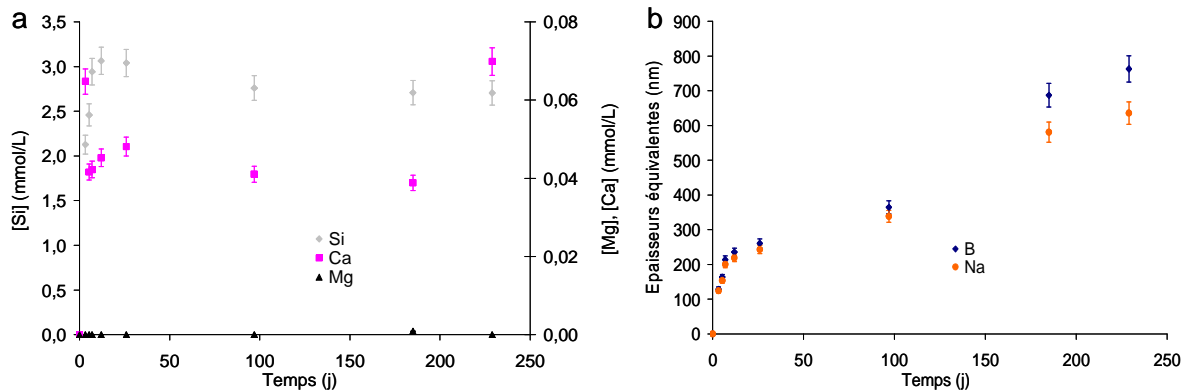 a
[Si] (mmol/L)
3,5
3,0
2,5
2,0
1,5
1,0
0,5
0,0
0,08
0,06
0,04
0,02
0,00
[Mg], [Ca] (mmol/L)
Si
Ca
Mg
0 50 100 150 200 250
Temps (j)
b
Epaisseurs équivalentes (nm)
900
800
700
600
500
400
300
200
100
0
B
Na
0 50 100 150 200 250
Temps (j)